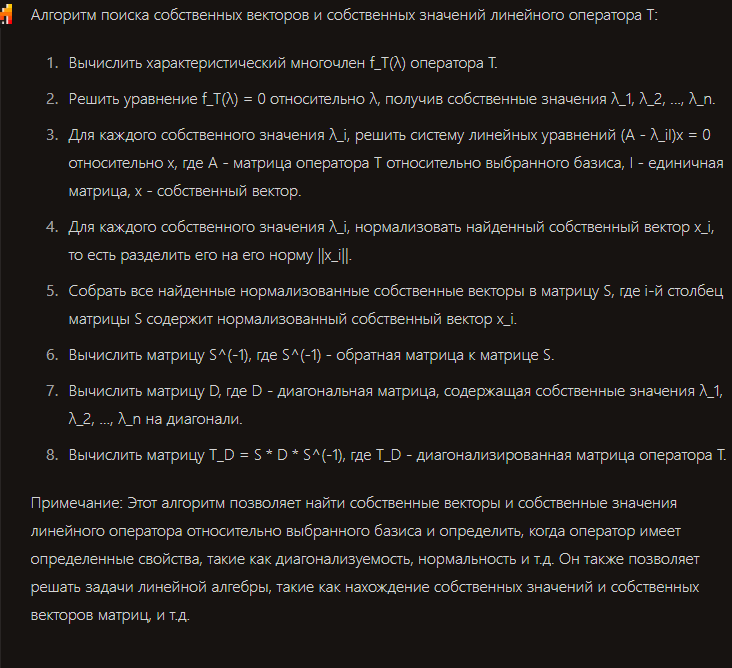 Алгоритм поиска собственных векторов и собственных значений линейного оператора T:
1. Вычислить характеристический многочлен f_T(λ) оператора T.
2. Решить уравнение f_T(λ) = 0 относительно λ, получив собственные значения λ_1, λ_2, ..., λ_n.
3. Для каждого собственного значения λ_i, решить систему линейных уравнений (A - λ_iI)x = 0
относительно x, где A - матрица оператора T относительно выбранного базиса, I - единичная
матрица, x - собственный вектор.
4. Для каждого собственного значения λ_i, нормализовать найденный собственный вектор x_i,
то есть разделить его на его норму ||x_i||.
5. Собрать все найденные нормализованные собственные векторы в матрицу S, где i-й столбец
матрицы S содержит нормализованный собственный вектор x_i.
6. Вычислить матрицу S^(-1), где S^(-1) - обратная матрица к матрице S.
7. Вычислить матрицу D, где D - диагональная матрица, содержащая собственные значения λ_1,
λ_2, ..., λ_n на диагонали.
8. Вычислить матрицу T_D = S * D * S^(-1), где T_D - диагонализированная матрица оператора T.
Примечание: Этот алгоритм позволяет найти собственные векторы и собственные значения
линейного оператора относительно выбранного базиса и определить, когда оператор имеет
определенные свойства, такие как диагонализуемость, нормальность и т.д. Он также позволяет
решать задачи линейной алгебры, такие как нахождение собственных значений и собственных
векторов матриц, и т.д.